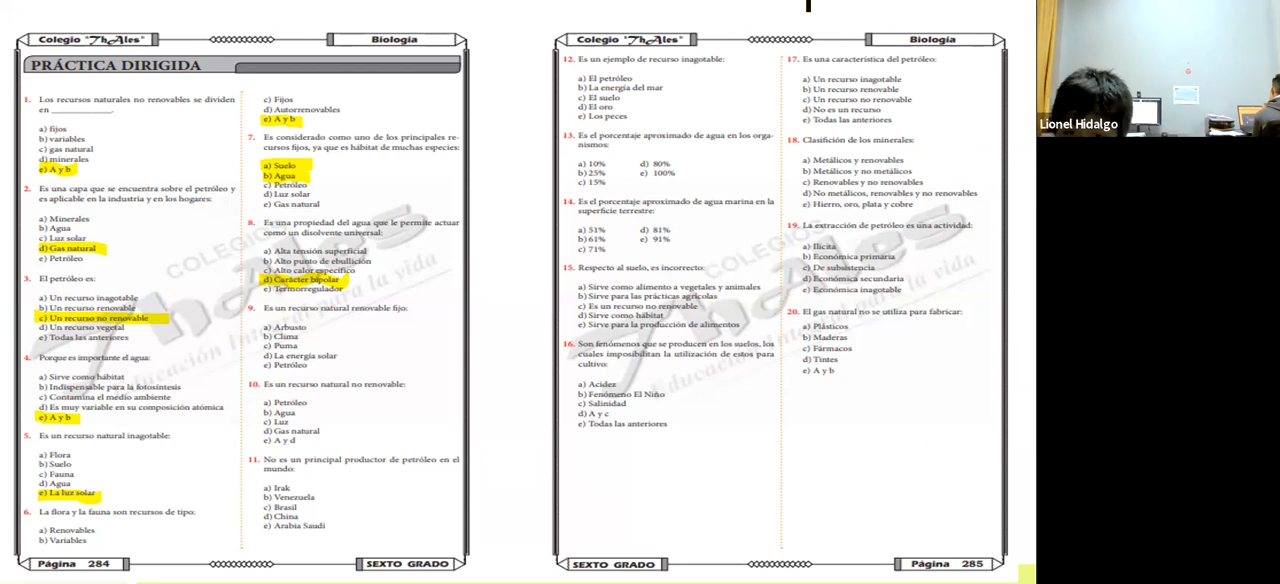 Colegio "ThAles"
Biología
PRÁCTICA DIRIGIDA
1. Los recursos naturales no renovables se dividen
en ____________.
a) fijos
b) variables
c) gas natural
d) minerales
e) A y b
2. Es una capa que se encuentra sobre el petróleo y
es aplicable en la industria y en los hogares:
a) Minerales
b) Agua
c) Luz solar
d) Gas natural
e) Petróleo
3. El petróleo es:
a) Un recurso inagotable
b) Un recurso renovable
c) Un recurso no renovable
d) Un recurso vegetal
e) Todas las anteriores
4. Porque es importante el agua:
a) Sirve como hábitat
b) Indispensable para la fotosíntesis
c) Contamina el medio ambiente
d) Es muy variable en su composición atómica
e) A y b
5. Es un recurso natural inagotable:
a) Flora
b) Suelo
c) Fauna
d) Agua
e) La luz solar
6. La flora y la fauna son recursos de tipo:
a) Renovables
b) Variables
c) Fijos
d) Autorrenovables
e) A y b
7. Es considerado como uno de los principales re-
cursos fijos, ya que es hábitat de muchas especies:
a) Suelo
b) Agua
c) Petróleo
d) Luz solar
e) Gas natural
8. Es una propiedad del agua que le permite actuar
como un disolvente universal:
a) Alta tensión superficial
b) Alto punto de ebullición
c) Alto calor específico
d) Carácter bipolar
e) Termorregulador
9. Es un recurso natural renovable fijo:
a) Arbusto
b) Clima
c) Puma
d) La energía solar
e) Petróleo
10. Es un recurso natural no renovable:
a) Petróleo
b) Agua
c) Luz
d) Gas natural
e) A y d
11. No es un principal productor de petróleo en el
mundo:
a) Irak
b) Venezuela
c) Brasil
d) China
e) Arabia Saudí
Página 284
SEXTO GRADO
Colegio "ThAles"
Biología
12. Es un ejemplo de recurso inagotable:
a) El petróleo
b) La energía del mar
c) El suelo
d) El oro
e) Los peces
13. Es el porcentaje aproximado de agua en los orga-
nismos:
a) 10% d) 80%
b) 25% e) 100%
c) 15%
14. Es el porcentaje aproximado de agua marina en la
superficie terrestre:
a) 51% d) 81%
b) 61% e) 91%
c) 71%
15. Respecto al suelo, es incorrecto:
a) Sirve como alimento a vegetales y animales
b) Sirve para las prácticas agrícolas
c) Es un recurso no renovable
d) Sirve como hábitat
e) Sirve para la producción de alimentos
16. Son fenómenos que se producen en los suelos, los
cuales imposibilitan la utilización de estos para
cultivo:
a) Acidez
b) Fenómeno El Niño
c) Salinidad
d) A y c
e) Todas las anteriores
17. Es una característica del petróleo:
a) Un recurso inagotable
b) Un recurso renovable
c) Un recurso no renovable
d) No es un recurso
e) Todas las anteriores
18. Clasifición de los minerales:
a) Metálicos y renovables
b) Metálicos y no metálicos
c) Renovables y no renovables
d) No metálicos, renovables y no renovables
e) Hierro, oro, plata y cobre
19. La extracción de petróleo es una actividad:
a) Ilícita
b) Económica primaria
c) De subsistencia
d) Económica secundaria
e) Económica inagotable
20. El gas natural no se utiliza para fabricar:
a) Plásticos
b) Maderas
c) Fármacos
d) Tintes
e) A y b
SEXTO GRADO
Página 285
COLEGIOS
Thales
Educación Integral para la vida
COLEGIOS
Thales
Educación Integral para la vida
Lionel Hidalgo